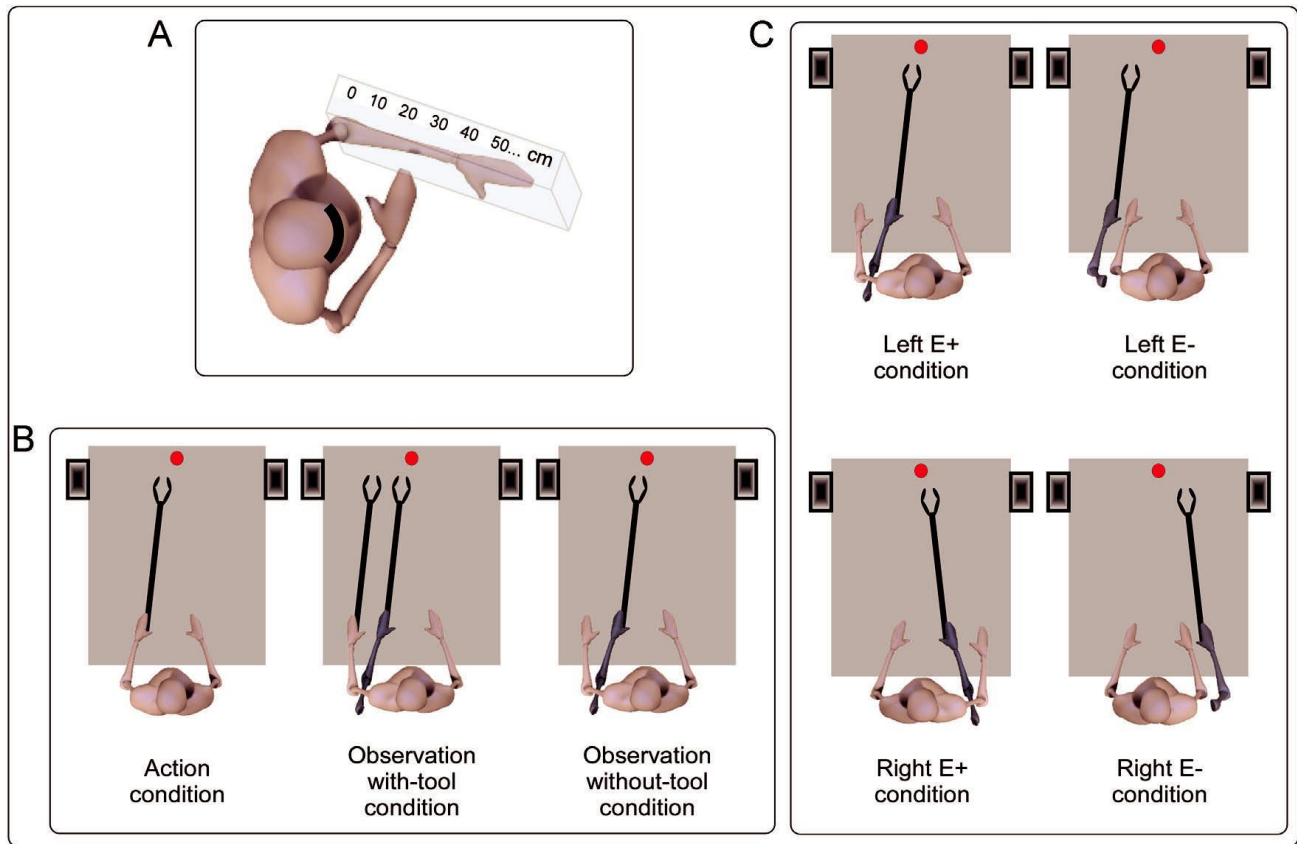 A
0 10 20 30 40 50... cm
B
Action
condition
Observation
with-tool
condition
Observation
without-tool
condition
C
Left E+
condition
Left E-
condition
Right E+
condition
Right E-
condition